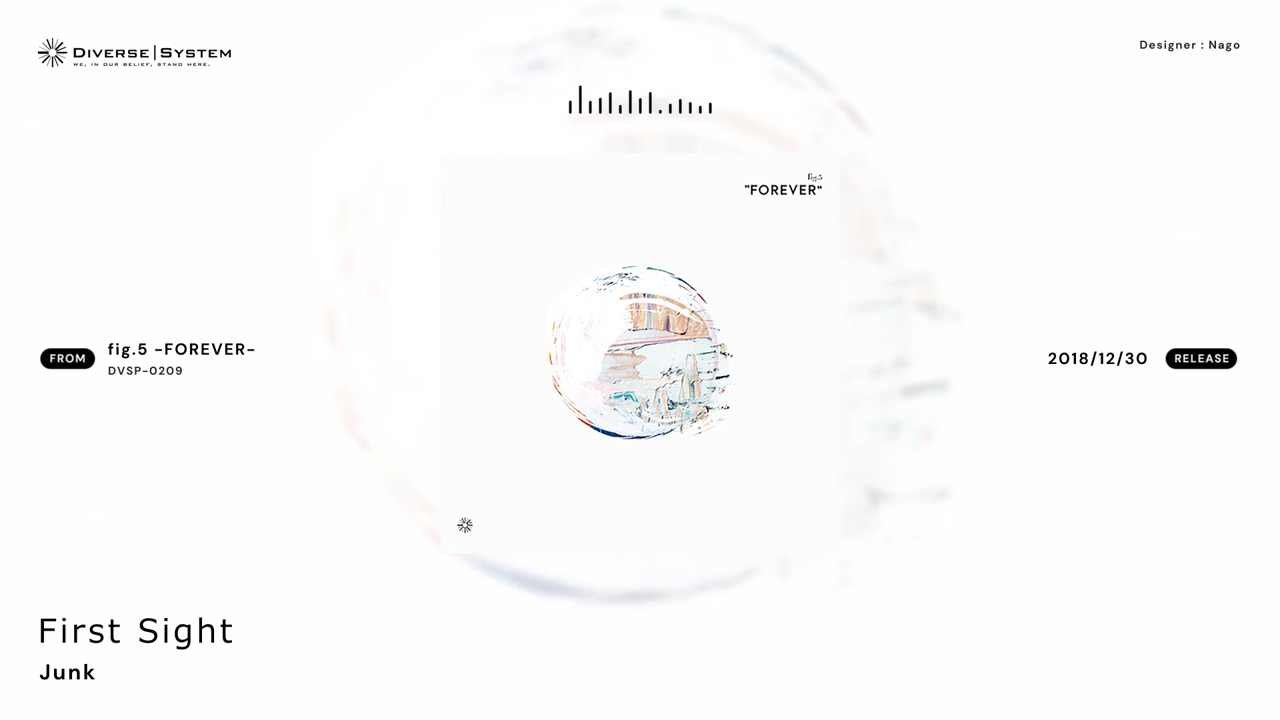 DIVERSE|SYSTEM
WE, IN OUR BELIEF, STAND HERE.
Designer : Nago
fig.5
"FOREVER"
FROM
fig.5 -FOREVER-
DVSP-0209
2018/12/30
RELEASE
First Sight
Junk